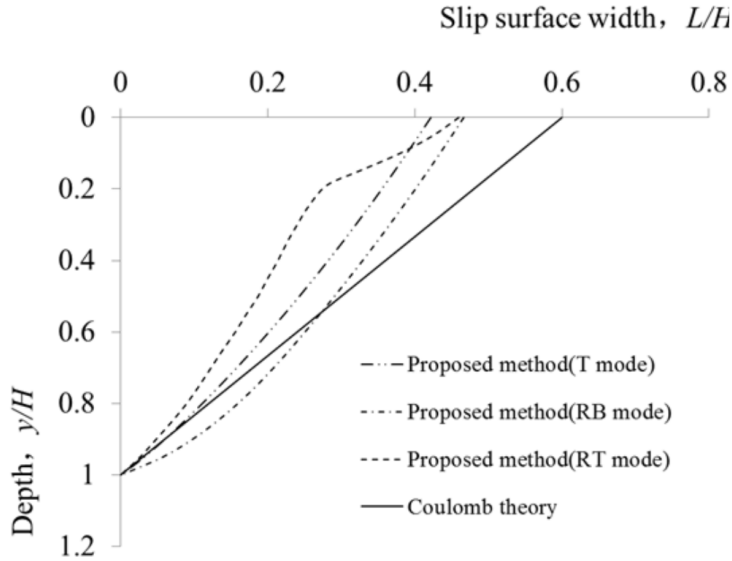 Slip surface width，L/H
0 0.2 0.4 0.6 0.8
0
0.2
0.4
0.6
0.8
1
1.2
Depth，y/H
Proposed method(T mode)
Proposed method(RB mode)
Proposed method(RT mode)
Coulomb theory